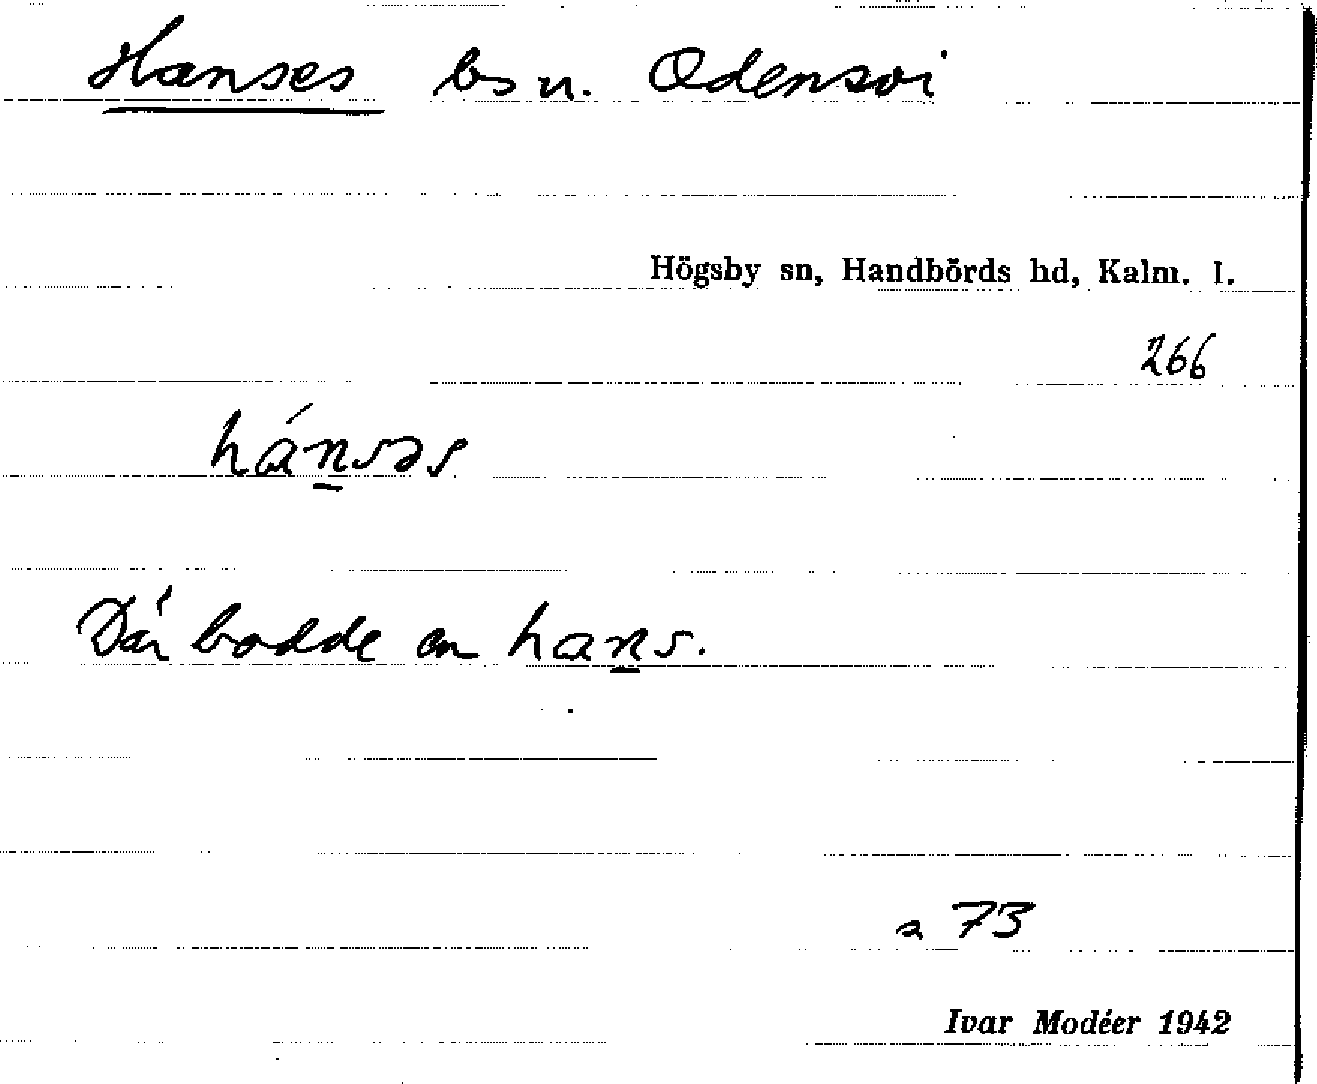 Hanses bs u. Odensvi
Högsby sn, Handbörds hd, Kalm. l.
266
hánsəs
Där bodde en hans.
a 73
Ivar Modéer 1942